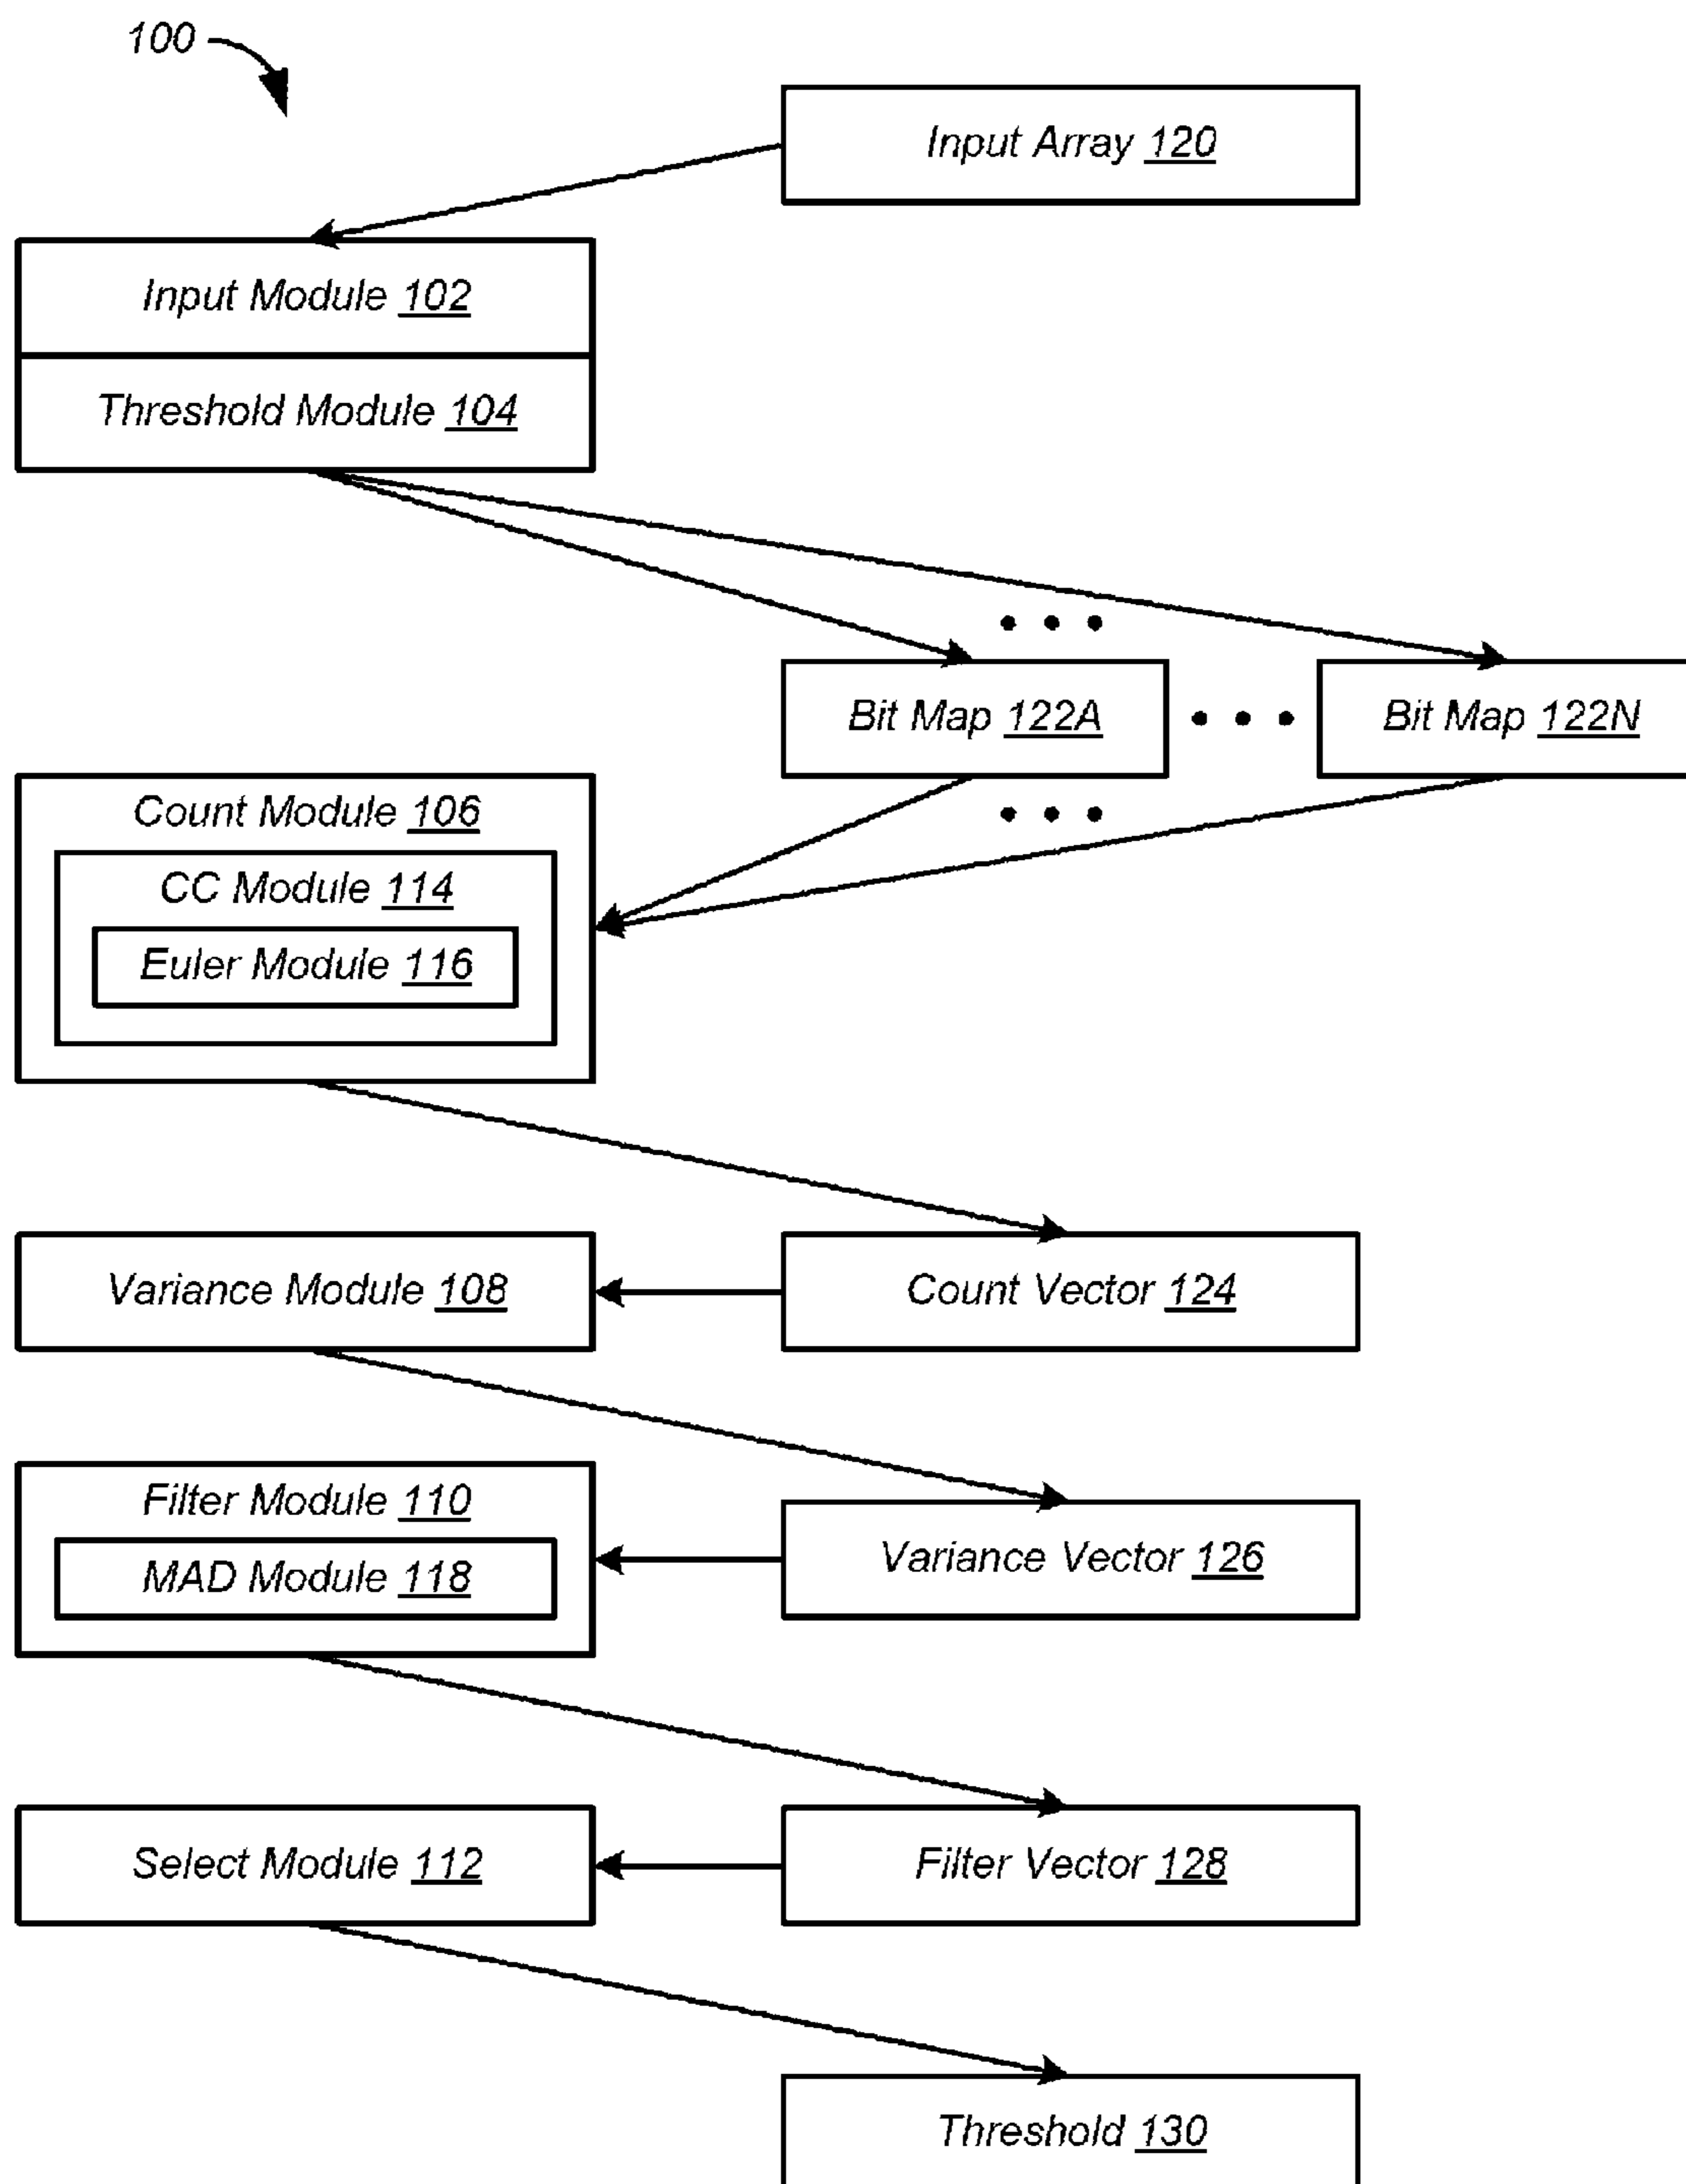 100
Input Array 120
Input Module 102
Threshold Module 104
Bit Map 122A
Bit Map 122N
Count Module 106
CC Module 114
Euler Module 116
Variance Module 108
Count Vector 124
Filter Module 110
MAD Module 118
Variance Vector 126
Select Module 112
Filter Vector 128
Threshold 130